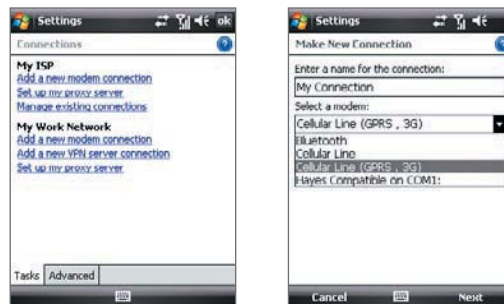 Settings
ok
Connections
My ISP
Add a new modem connection
Set up my proxy server
Manage existing connections
My Work Network
Add a new modem connection
Add a new VPN server connection
Set up my proxy server
Tasks
Advanced
Settings
Make New Connection
Enter a name for the connection:
My Connection
Select a modem:
Cellular Line (GPRS , 3G)
Bluetooth
Cellular Line
Cellular Line (GPRS , 3G)
Hayes Compatible on COM1:
Cancel
Next